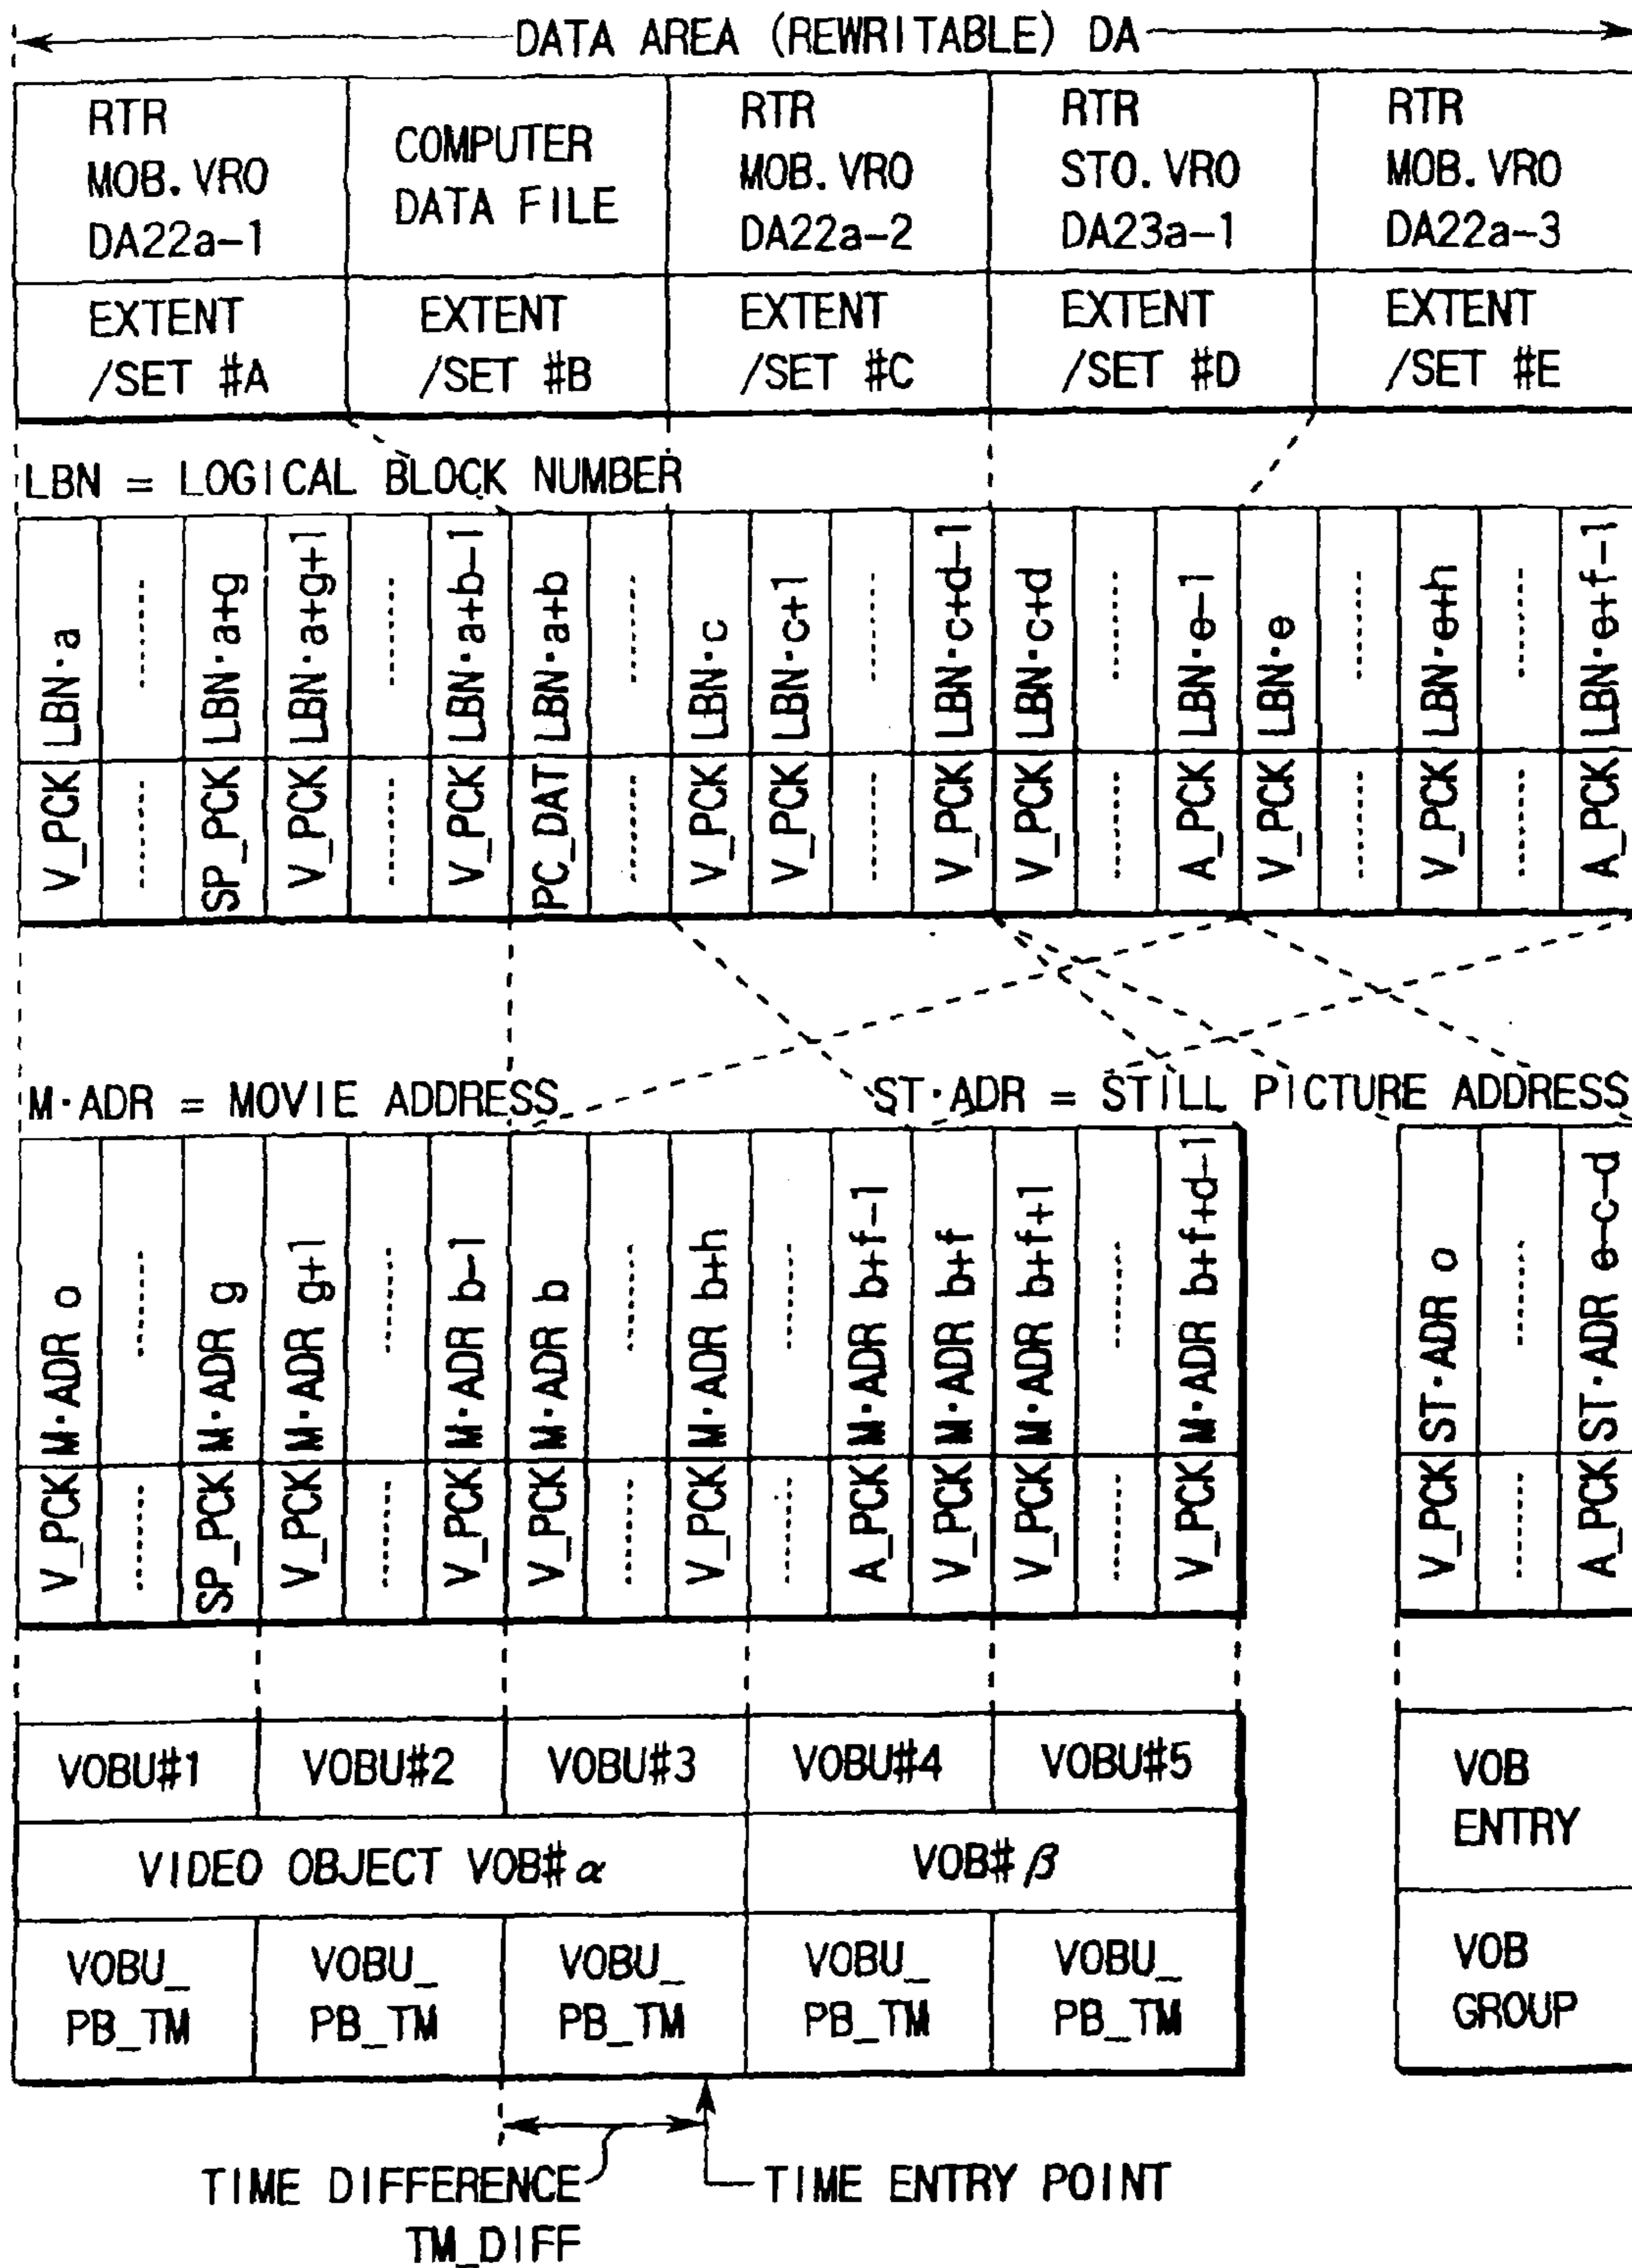 DATA AREA (REWRITABLE) DA
RTR
MOB.VRO
DA22a-1
COMPUTER
DATA FILE
RTR
MOB.VRO
DA22a-2
RTR
STO.VRO
DA23a-1
RTR
MOB.VRO
DA22a-3
EXTENT
/SET #A
EXTENT
/SET #B
EXTENT
/SET #C
EXTENT
/SET #D
EXTENT
/SET #E
LBN = LOGICAL BLOCK NUMBER
V_PCK LBN·a
SP_PCK LBN·a+g
V_PCK LBN·a+g+1
V_PCK LBN·a+b-1
PC_DAT LBN·a+b
V_PCK LBN·c
V_PCK LBN·c+1
V_PCK LBN·c+d-1
V_PCK LBN·c+d
A_PCK LBN·e-1
V_PCK LBN·e
V_PCK LBN·e+h
A_PCK LBN·e+f-1
M·ADR = MOVIE ADDRESS
ST·ADR = STILL PICTURE ADDRESS
V_PCK M·ADR o
SP_PCK M·ADR g
V_PCK M·ADR g+1
V_PCK M·ADR b-1
V_PCK M·ADR b
V_PCK M·ADR b+h
A_PCK M·ADR b+f-1
V_PCK M·ADR b+f
V_PCK M·ADR b+f+1
V_PCK M·ADR b+f+d-1
V_PCK ST·ADR o
A_PCK ST·ADR e-c-d
VOBU#1
VOBU#2
VOBU#3
VOBU#4
VOBU#5
VIDEO OBJECT VOB#α
VOB#β
VOB
ENTRY
VOBU_
PB_TM
VOBU_
PB_TM
VOBU_
PB_TM
VOBU_
PB_TM
VOBU_
PB_TM
VOB
GROUP
TIME DIFFERENCE
TM_DIFF
TIME ENTRY POINT